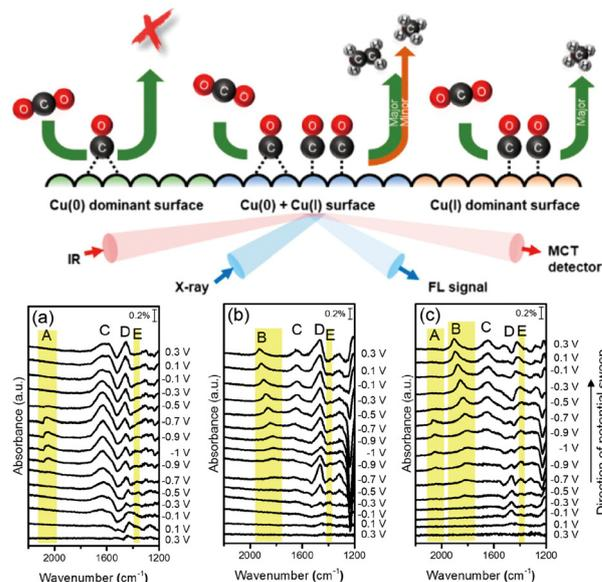 O C O
O
C
O C O
O O O
C C C
Major
Minor
O C O
O O
C C
Major
Cu(0) dominant surface
Cu(0) + Cu(I) surface
Cu(I) dominant surface
IR
X-ray
FL signal
MCT
detector
(a)
0.2%
A C D E
0.3 V
0.1 V
-0.1 V
-0.3 V
-0.5 V
-0.7 V
-0.9 V
-1 V
-0.9 V
-0.7 V
-0.5 V
-0.3 V
-0.1 V
0.1 V
0.3 V
Absorbance (a.u.)
2000 1600 1200
Wavenumber (cm⁻¹)
(b)
0.2%
B C D E
0.3 V
0.1 V
-0.1 V
-0.3 V
-0.5 V
-0.7 V
-0.9 V
-1 V
-0.9 V
-0.7 V
-0.5 V
-0.3 V
-0.1 V
0.1 V
0.3 V
Absorbance (a.u.)
2000 1600 1200
Wavenumber (cm⁻¹)
(c)
0.2%
A B C D E
0.3 V
0.1 V
-0.1 V
-0.3 V
-0.5 V
-0.7 V
-0.9 V
-1 V
-0.9 V
-0.7 V
-0.5 V
-0.3 V
-0.1 V
0.1 V
0.3 V
Absorbance (a.u.)
2000 1600 1200
Wavenumber (cm⁻¹)
Direction of potential sweep